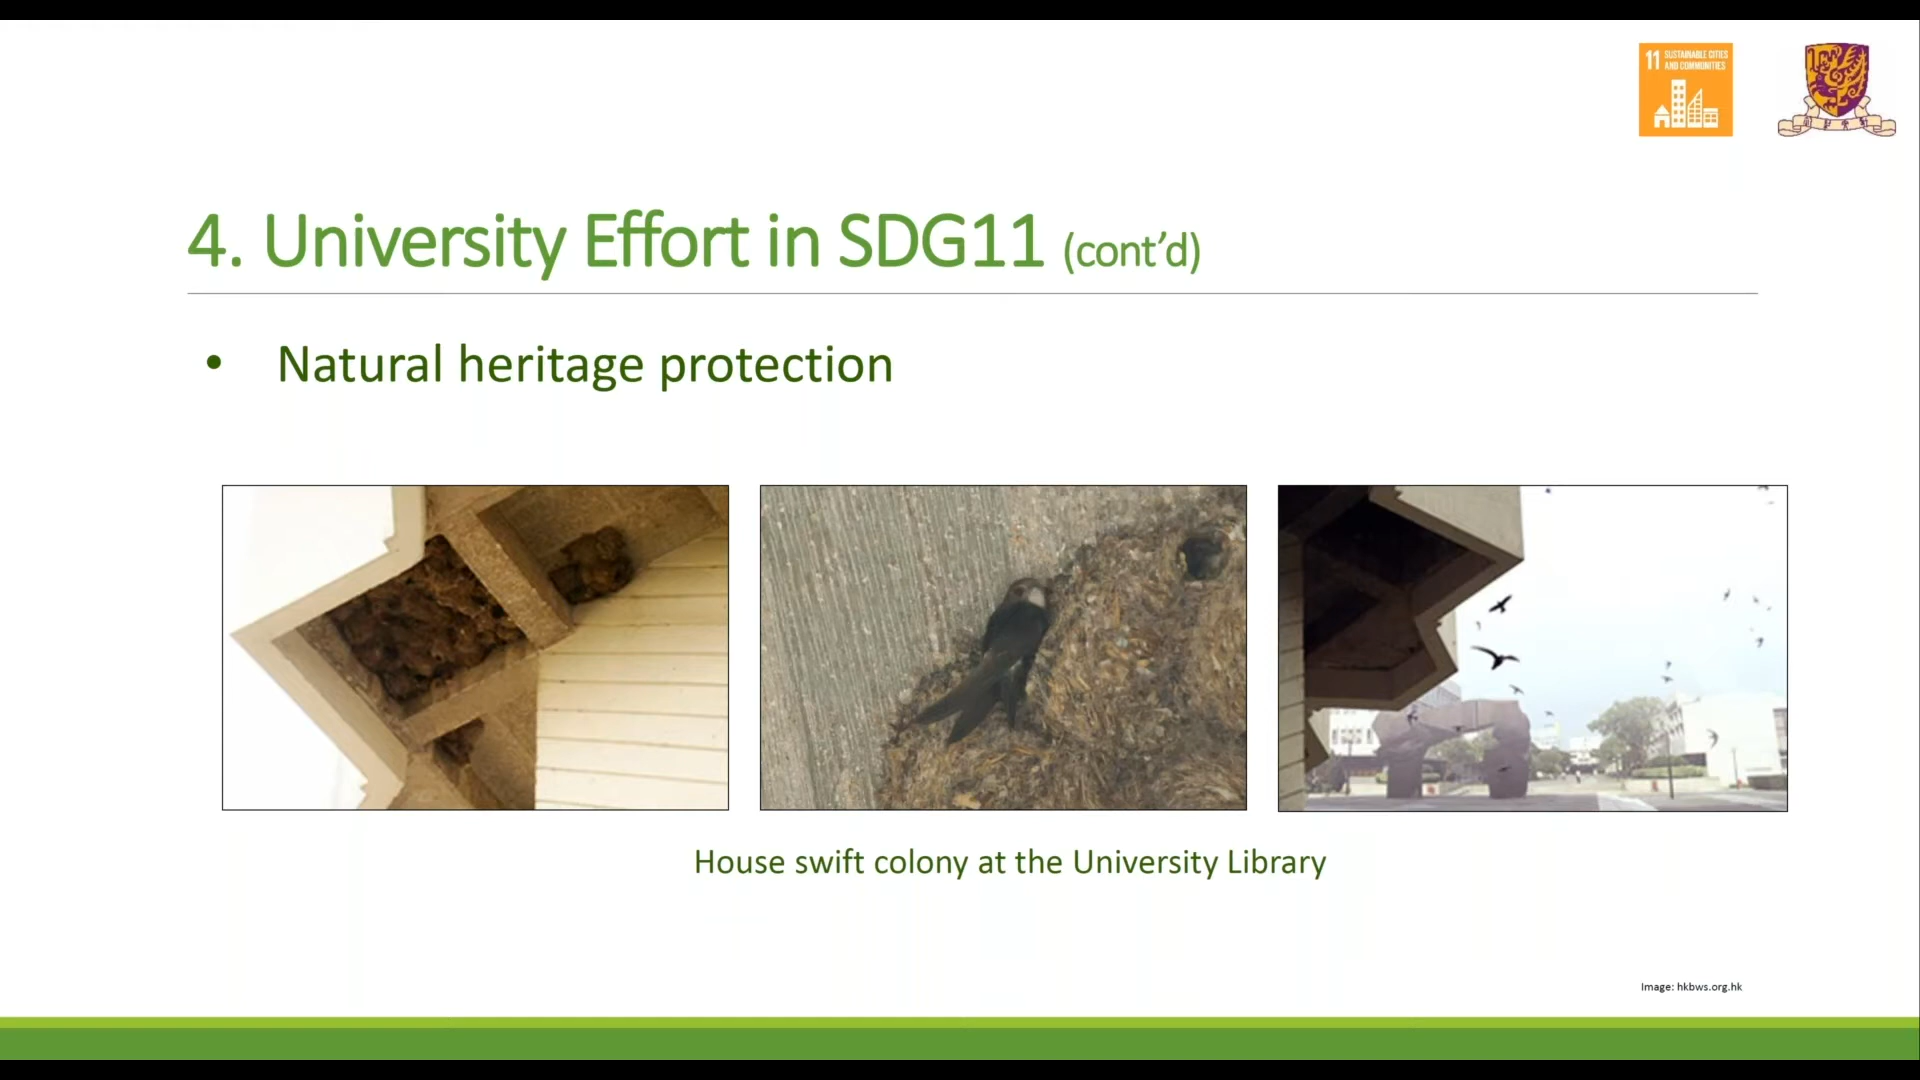 11 SUSTAINABLE CITIES
AND COMMUNITIES
4. University Effort in SDG11 (cont’d)
• Natural heritage protection
House swift colony at the University Library
Image: hkbws.org.hk